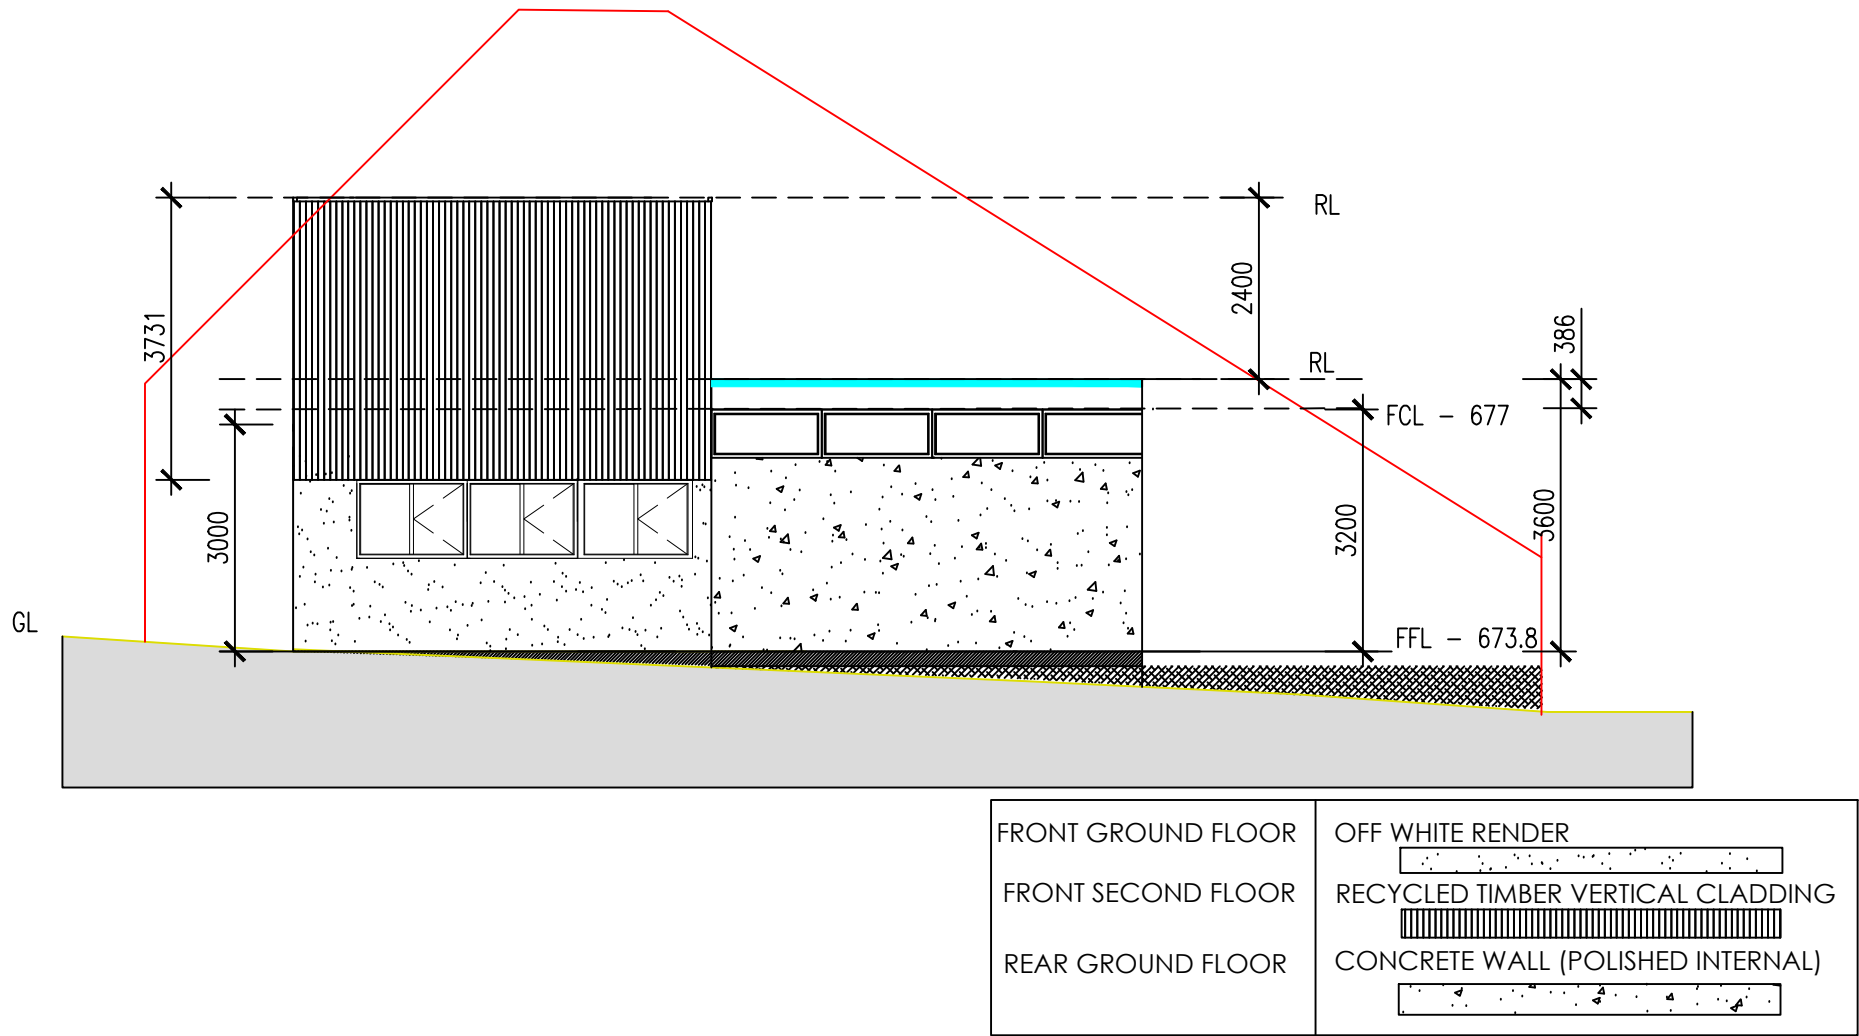 RL
2400
3731
386
RL
FCL - 677
3000
3200
3600
GL
FFL - 673.8
FRONT GROUND FLOOR
OFF WHITE RENDER
FRONT SECOND FLOOR
RECYCLED TIMBER VERTICAL CLADDING
REAR GROUND FLOOR
CONCRETE WALL (POLISHED INTERNAL)